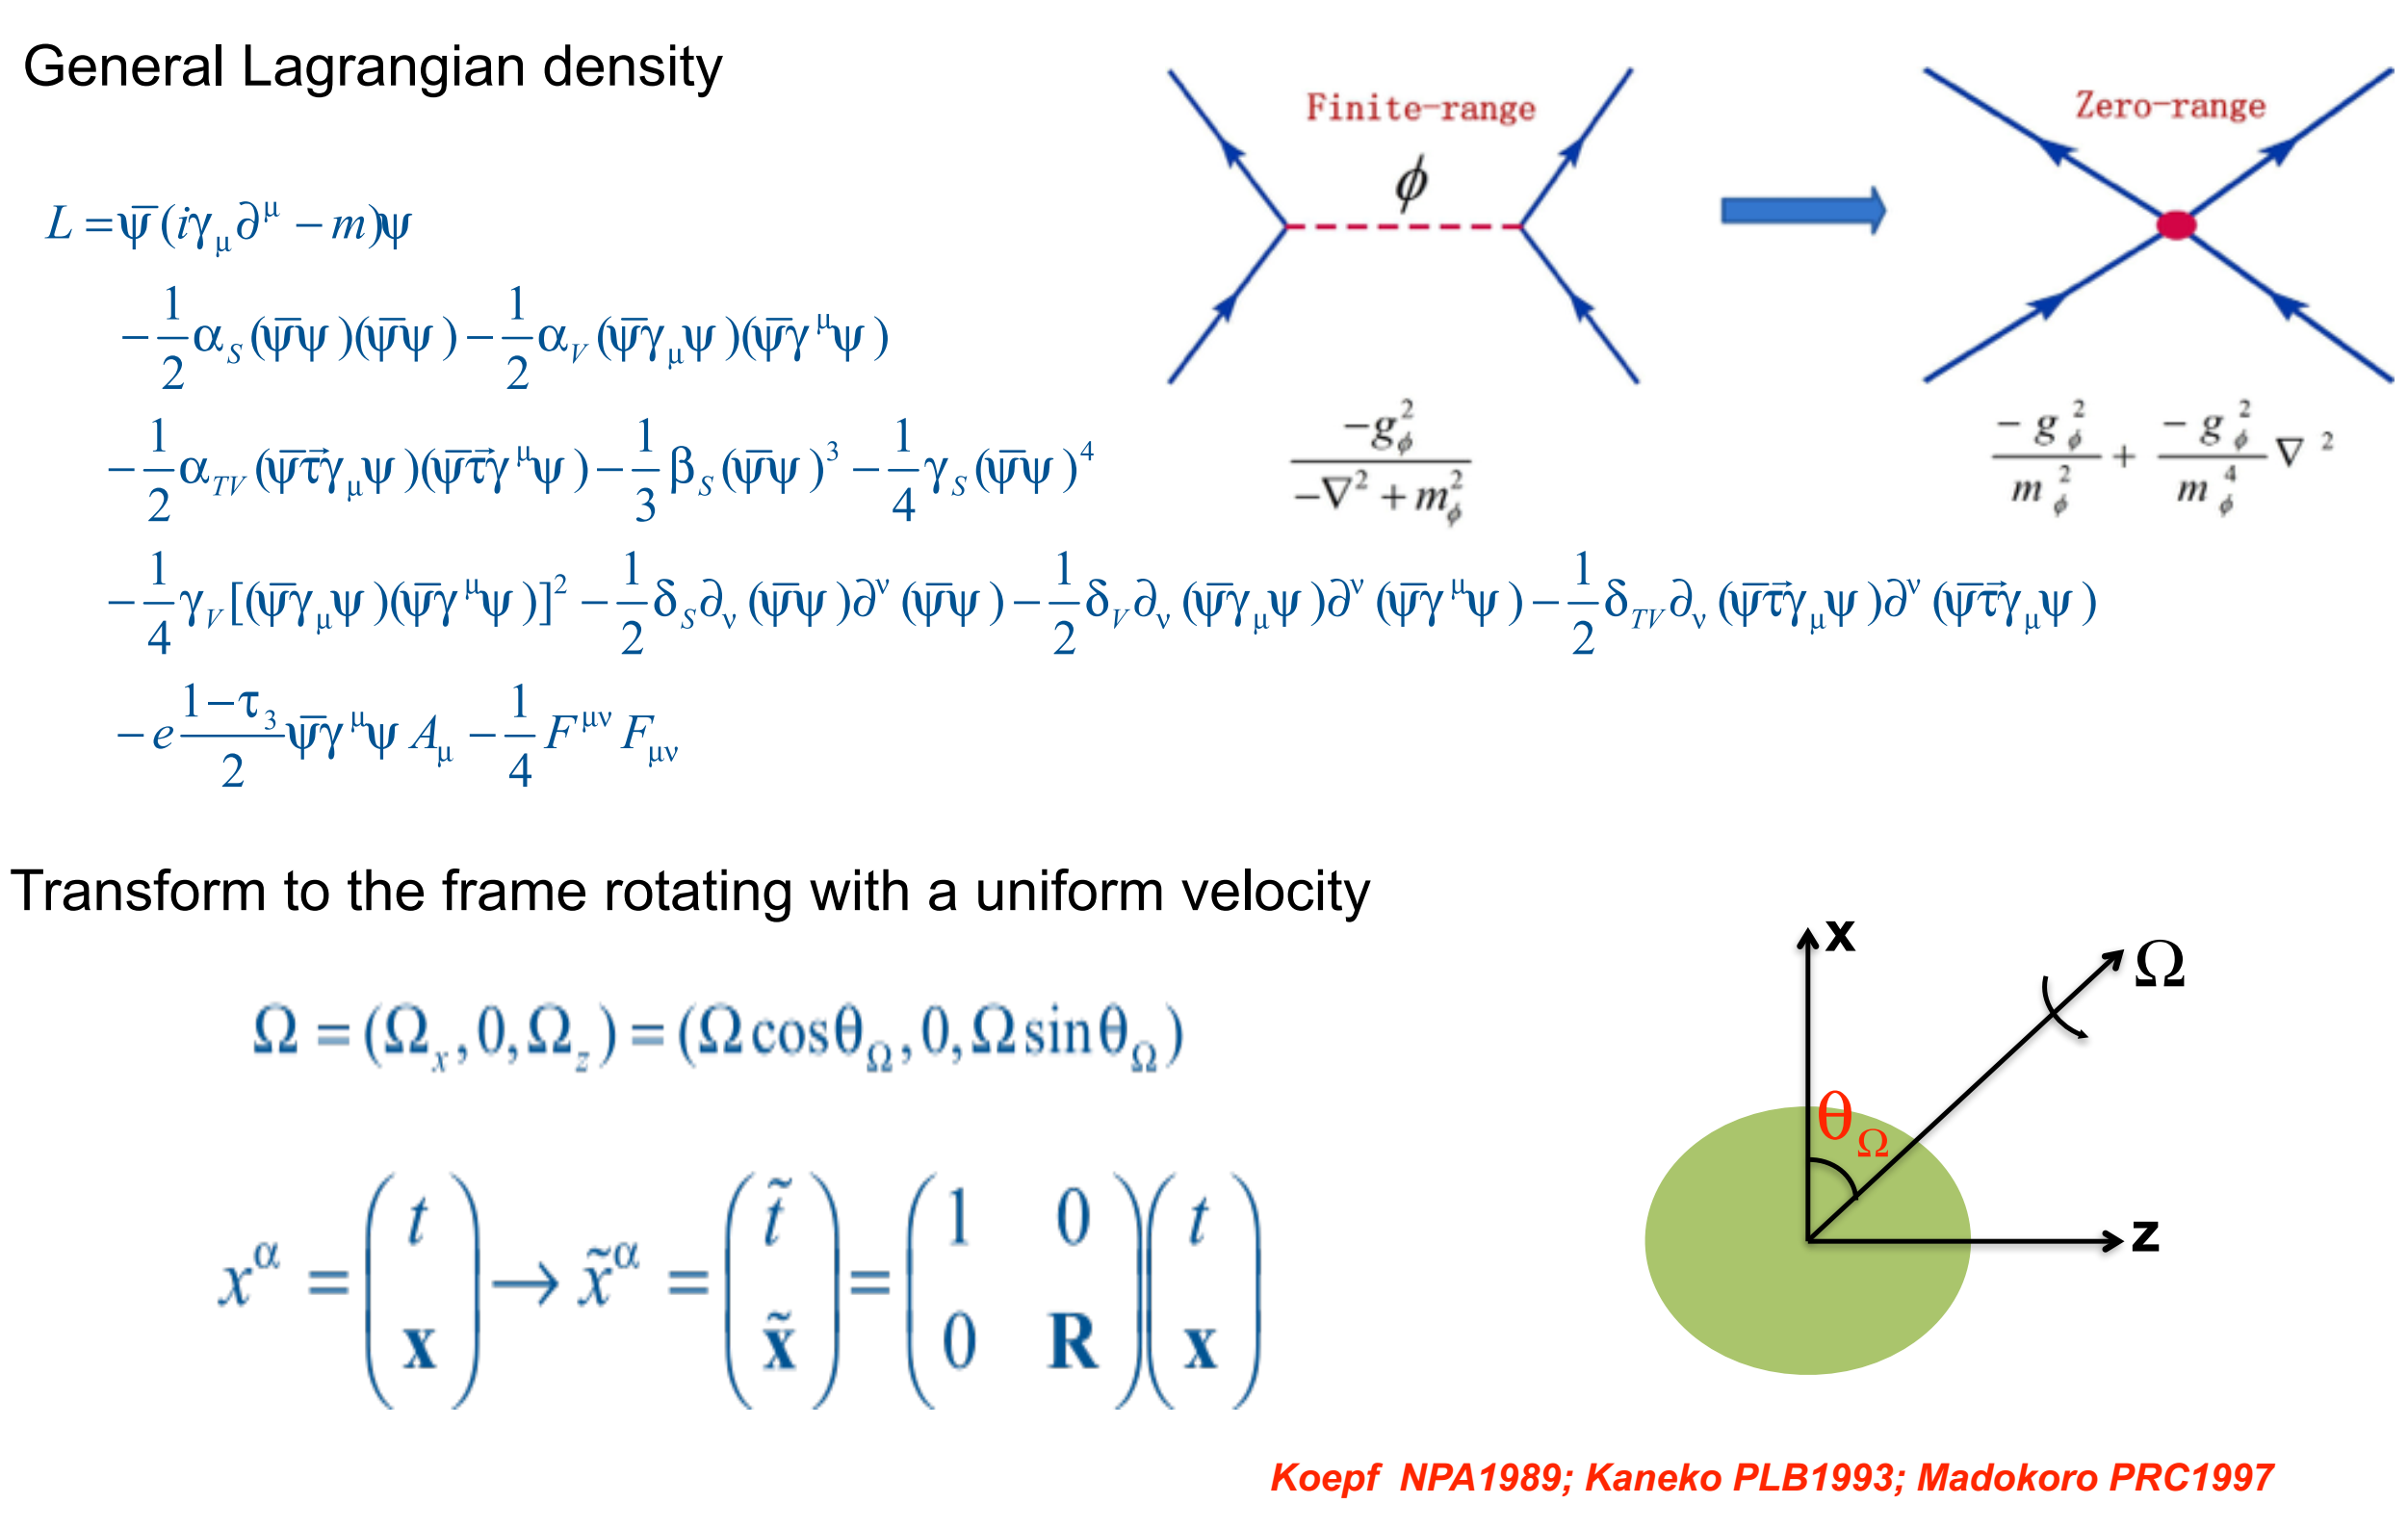 General Lagrangian density
L = ψ̄(iγ_μ∂^μ − m)ψ
− 1/2 α_S(ψ̄ψ)(ψ̄ψ) − 1/2 α_V(ψ̄γ_μψ)(ψ̄γ^μψ)
− 1/2 α_TV(ψ̄τ⃗γ_μψ)(ψ̄τ⃗γ^μψ) − 1/3 β_S(ψ̄ψ)^3 − 1/4 γ_S(ψ̄ψ)^4
− 1/4 γ_V[(ψ̄γ_μψ)(ψ̄γ^μψ)]^2 − 1/2 δ_S∂_ν(ψ̄ψ)∂^ν(ψ̄ψ) − 1/2 δ_V∂_ν(ψ̄γ_μψ)∂^ν(ψ̄γ^μψ) − 1/2 δ_TV∂_ν(ψ̄τ⃗γ_μψ)∂^ν(ψ̄τ⃗γ_μψ)
− e (1−τ_3)/2 ψ̄γ^μψ A_μ − 1/4 F^μν F_μν
Finite-range
ϕ
−g_ϕ^2 / (−∇^2 + m_ϕ^2)
Zero-range
−g_ϕ^2 / m_ϕ^2 + −g_ϕ^2 / m_ϕ^4 ∇^2
Transform to the frame rotating with a uniform velocity
Ω = (Ω_x, 0, Ω_z) = (Ω cosθ_Ω, 0, Ω sinθ_Ω)
x^α = (t x) → x̃^α = (t̃ x̃) = (1 0 0 R)(t x)
x
Ω
θ_Ω
z
Koepf NPA1989; Kaneko PLB1993; Madokoro PRC1997